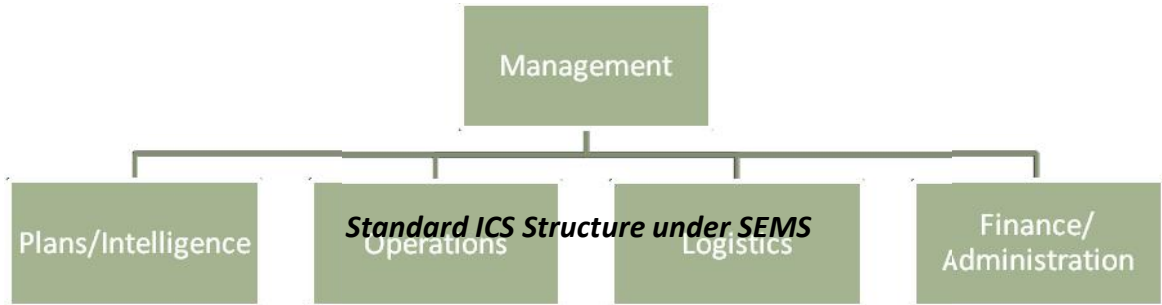 Management
Plans/Intelligence
Standard ICS Structure under SEMS
Operations
Logistics
Finance/
Administration